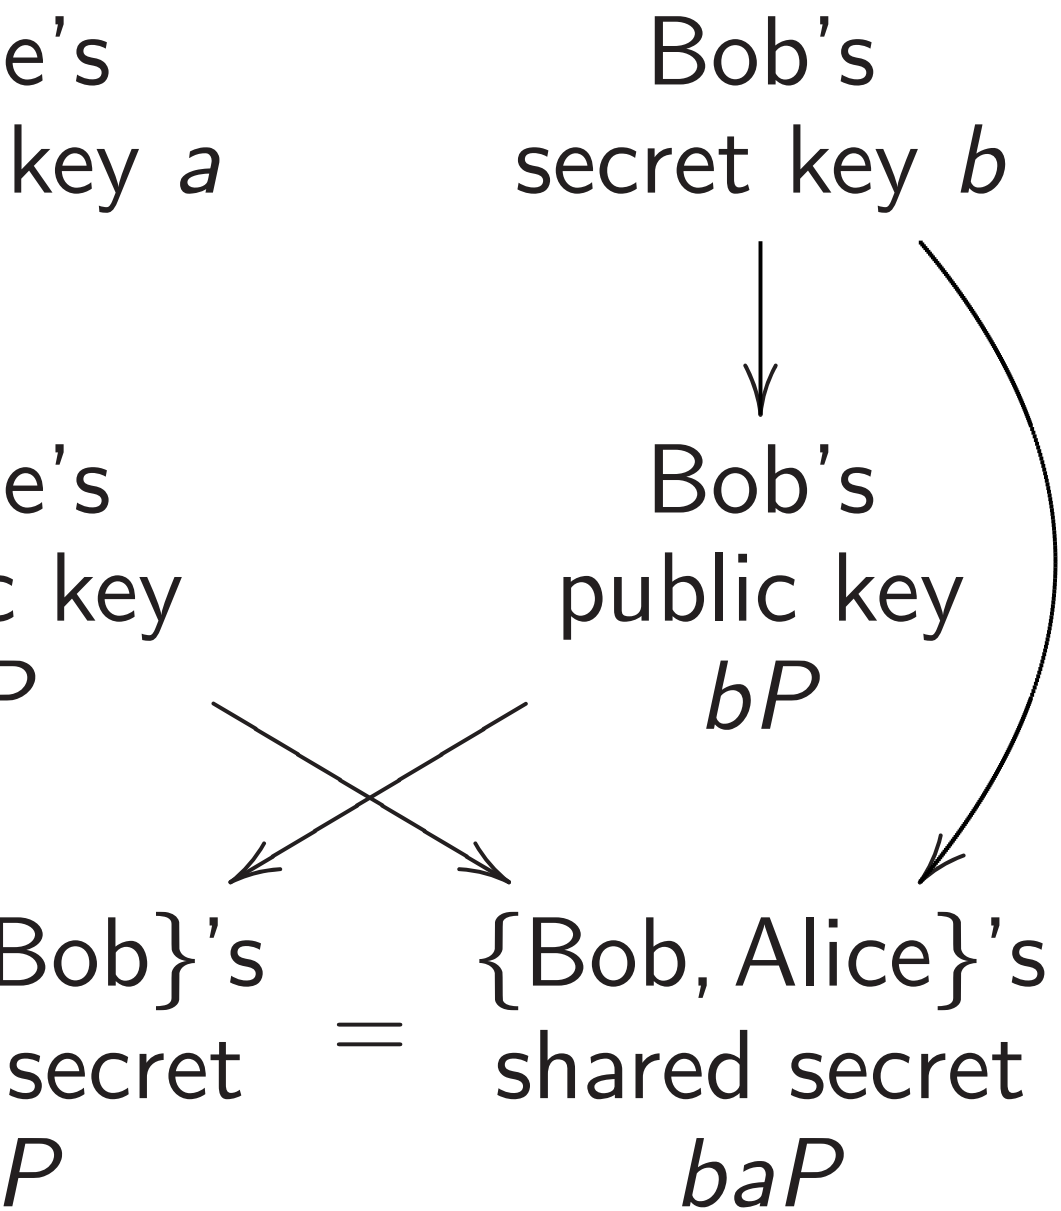 e's
key a
Bob's
secret key b
e's
c key
P
Bob's
public key
bP
Bob}'s
secret
P
=
{Bob, Alice}'s
shared secret
baP